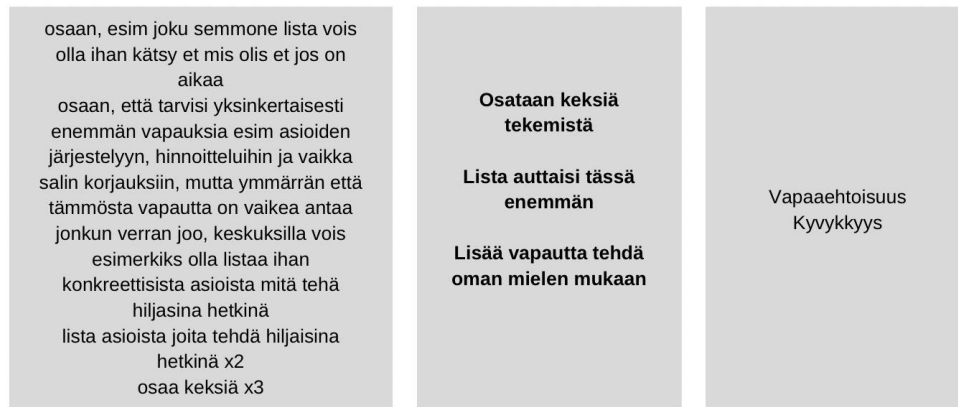 osaan, esim joku semmone lista vois
olla ihan kätsy et mis olis et jos on
aikaa
osaan, että tarvisi yksinkertaisesti
enemmän vapauksia esim asioiden
järjestelyyn, hinnoitteluihin ja vaikka
salin korjauksiin, mutta ymmärrän että
tämmösta vapautta on vaikea antaa
jonkun verran joo, keskuksilla vois
esimerkiks olla listaa ihan
konkreettisista asioista mitä tehä
hiljasina hetkinä
lista asioista joita tehdä hiljaisina
hetkinä x2
osaa keksiä x3
Osataan keksiä
tekemistä
Lista auttaisi tässä
enemmän
Lisää vapautta tehdä
oman mielen mukaan
Vapaaehtoisuus
Kyvykkyys